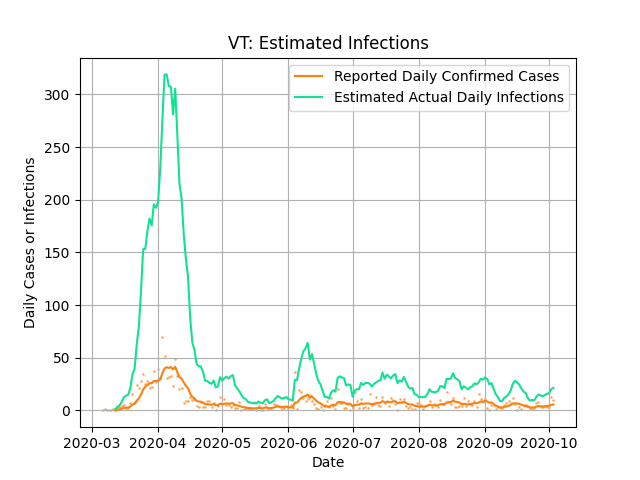 VT: Estimated Infections
Reported Daily Confirmed Cases
Estimated Actual Daily Infections
Daily Cases or Infections
300
250
200
150
100
50
0
2020-03 2020-04 2020-05 2020-06 2020-07 2020-08 2020-09 2020-10
Date